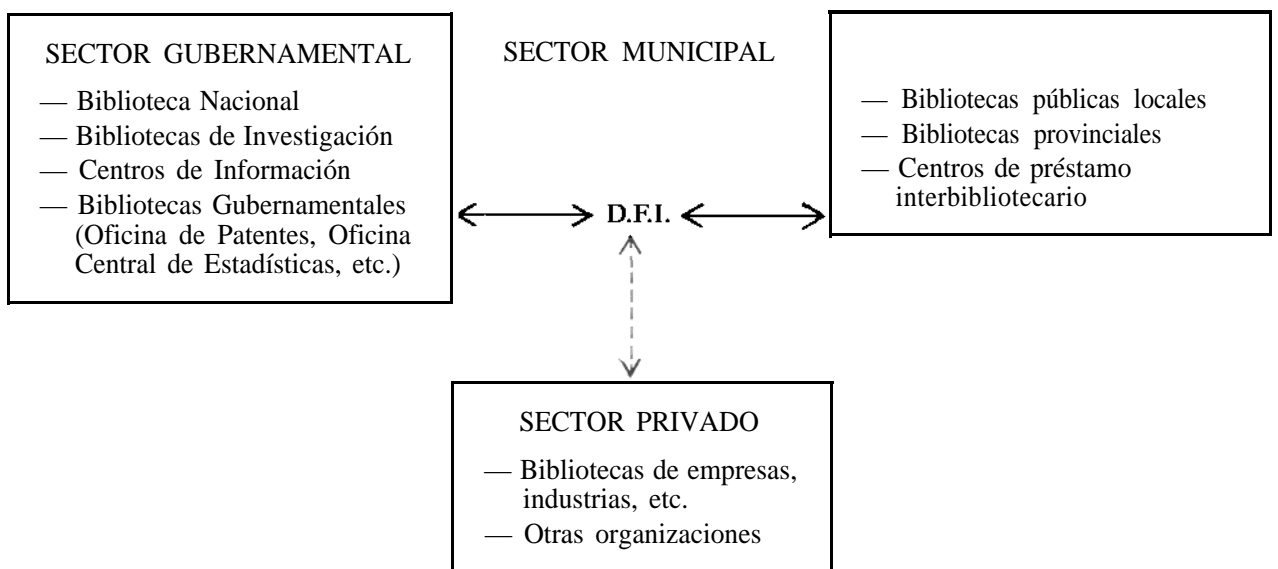 SECTOR GUBERNAMENTAL
— Biblioteca Nacional
— Bibliotecas de Investigación
— Centros de Información
— Bibliotecas Gubernamentales
(Oficina de Patentes, Oficina
Central de Estadísticas, etc.)
SECTOR MUNICIPAL
— Bibliotecas públicas locales
— Bibliotecas provinciales
— Centros de préstamo
interbibliotecario
D.F.I.
SECTOR PRIVADO
— Bibliotecas de empresas,
industrias, etc.
— Otras organizaciones